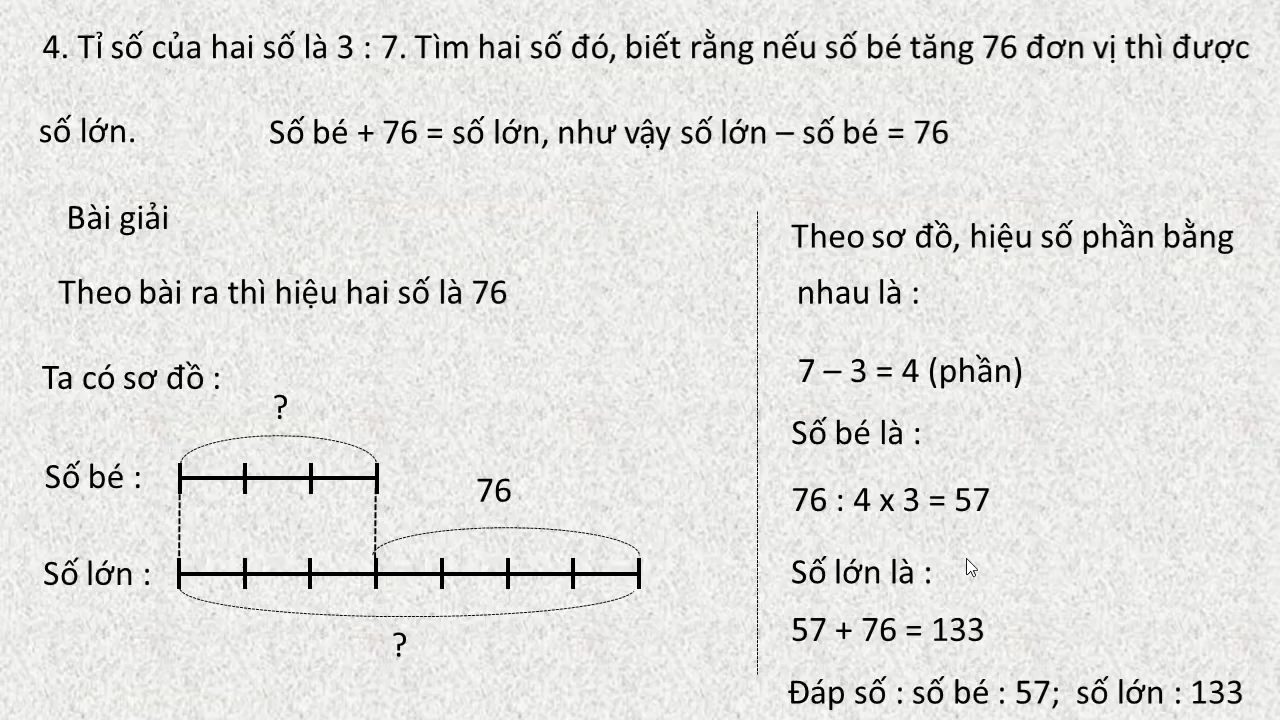 4. Tỉ số của hai số là 3 : 7. Tìm hai số đó, biết rằng nếu số bé tăng 76 đơn vị thì được
số lớn.
Số bé + 76 = số lớn, như vậy số lớn – số bé = 76
Bài giải
Theo bài ra thì hiệu hai số là 76
Ta có sơ đồ :
?
Số bé :
76
Số lớn :
?
Theo sơ đồ, hiệu số phần bằng
nhau là :
7 – 3 = 4 (phần)
Số bé là :
76 : 4 x 3 = 57
Số lớn là :
57 + 76 = 133
Đáp số : số bé : 57; số lớn : 133